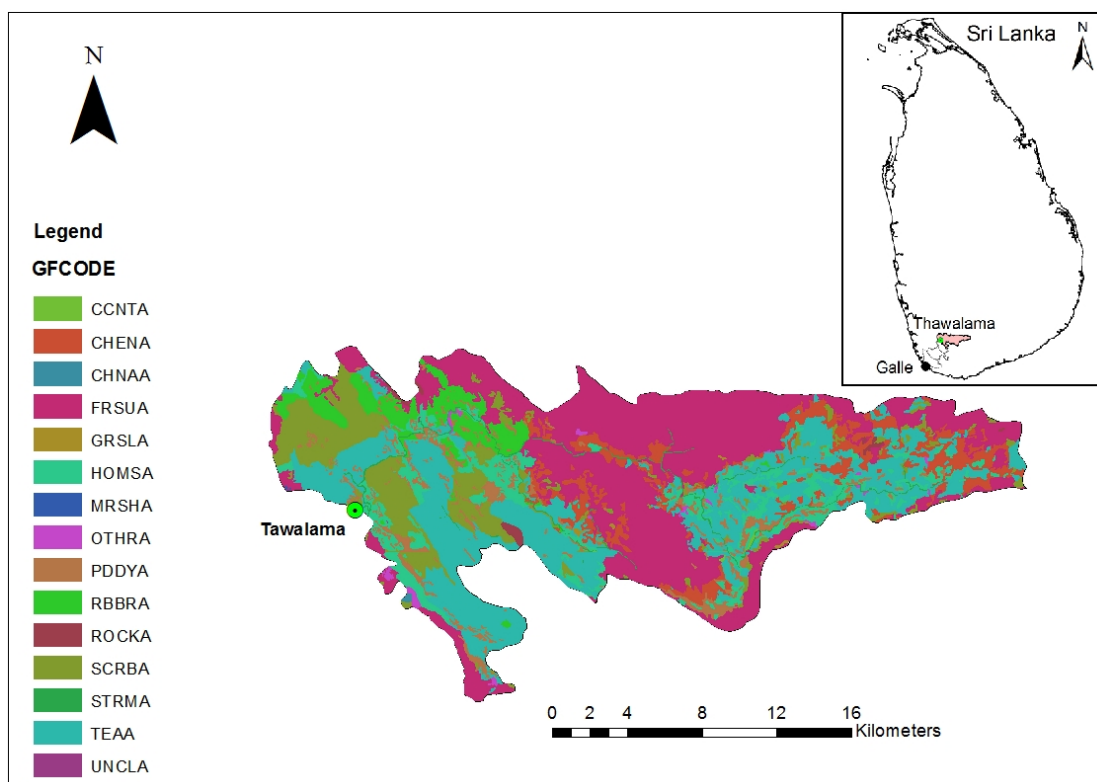 N
Sri Lanka
N
Legend
GFCODE
CCNTA
CHENA
CHNAA
FRSUA
GRSLA
HOMSA
MRSHA
OTHRA
PDDYA
RBBRA
ROCKA
SCRBA
STRMA
TEAA
UNCLA
Thawalama
Galle
Tawalama
0 2 4 8 12 16
Kilometers